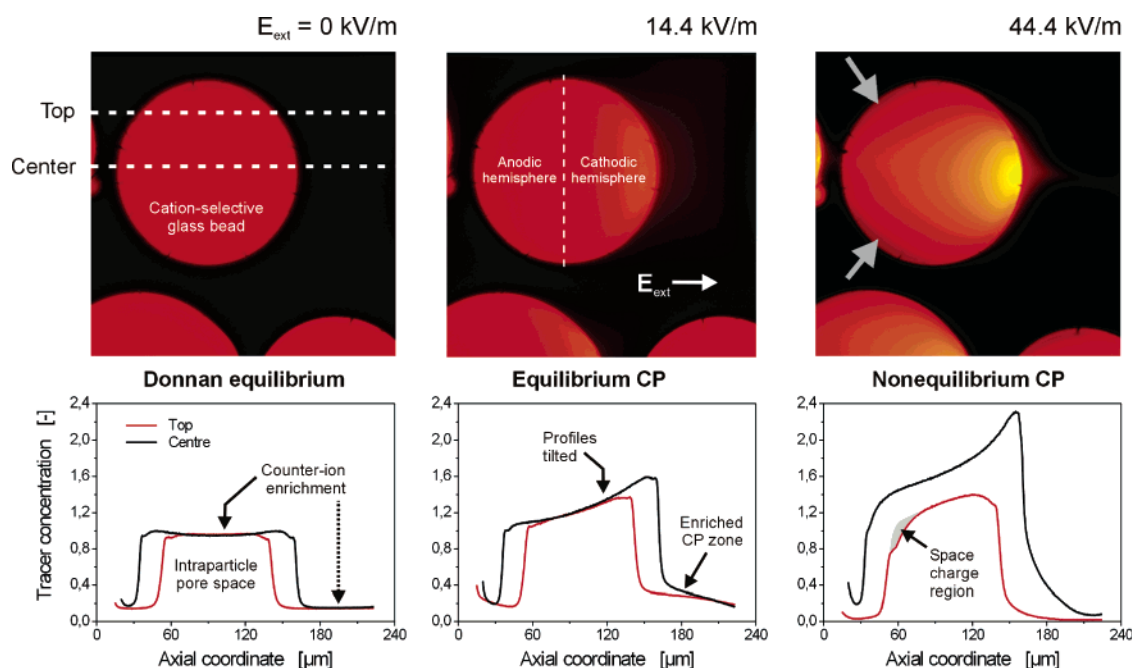 E_ext = 0 kV/m
14.4 kV/m
44.4 kV/m
Top
Center
Cation-selective
glass bead
Anodic
hemisphere
Cathodic
hemisphere
E_ext
Donnan equilibrium
Equilibrium CP
Nonequilibrium CP
Tracer concentration [-]
2,4
2,0
1,6
1,2
0,8
0,4
0,0
Top
Centre
Counter-ion
enrichment
Intraparticle
pore space
0
60
120
180
240
Axial coordinate [µm]
2,4
2,0
1,6
1,2
0,8
0,4
0,0
Profiles
tilted
Enriched
CP zone
0
60
120
180
240
Axial coordinate [µm]
2,4
2,0
1,6
1,2
0,8
0,4
0,0
Space
charge
region
0
60
120
180
240
Axial coordinate [µm]